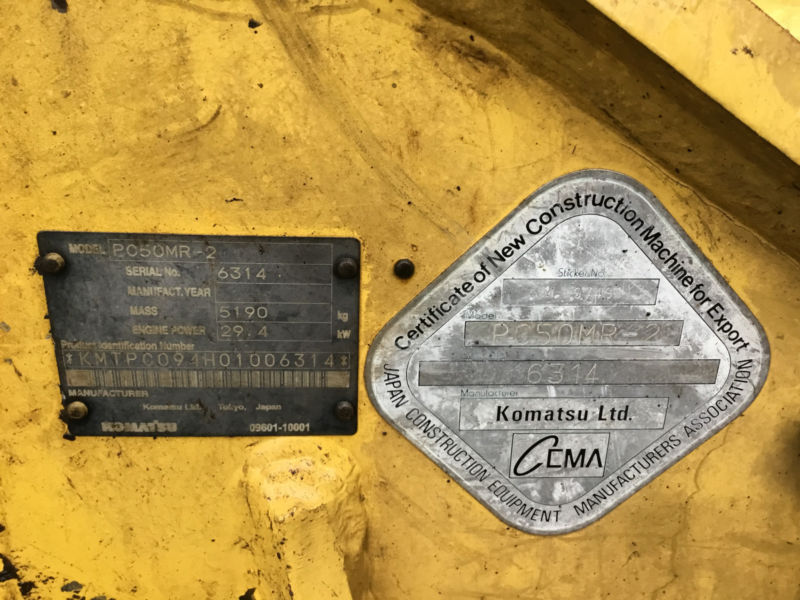 MODEL PC50MR-2
SERIAL No. 6314
MANUFACT.YEAR
MASS 5190 kg
ENGINE POWER 29.4 kW
Product Identification Number
*KMTPC094H01006314*
MANUFACTURER
Komatsu Ltd. Tokyo, Japan
KOMATSU 09601-10001
Certificate of New Construction Machine for Export
Sticker No.
Model
PC50MR-2
6314
Manufacturer
Komatsu Ltd.
CEMA
JAPAN CONSTRUCTION EQUIPMENT MANUFACTURERS ASSOCIATION